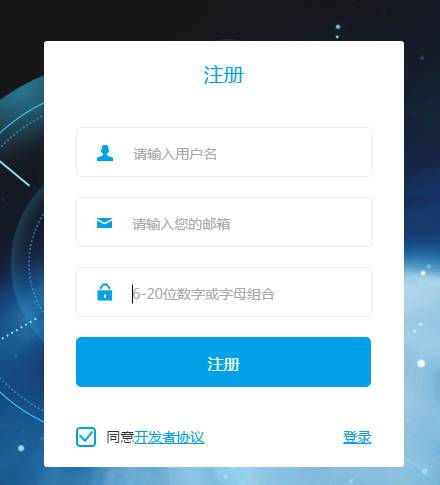 注册
请输入用户名
请输入您的邮箱
6-20位数字或字母组合
注册
同意开发者协议 登录